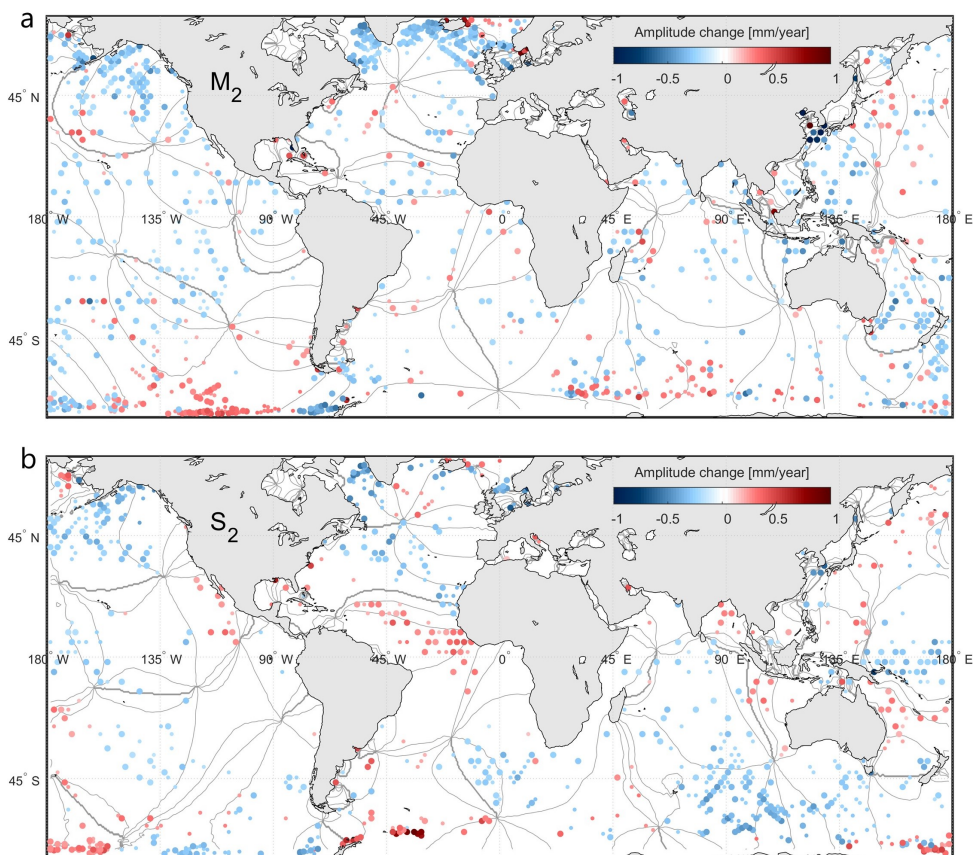 a
Amplitude change [mm/year]
-1 -0.5 0 0.5 1
M2
45° N
180° W 135° W 90° W 45° W 0° 45° E 90° E 135° E 180° E
45° S
b
Amplitude change [mm/year]
-1 -0.5 0 0.5 1
S2
45° N
180° W 135° W 90° W 45° W 0° 45° E 90° E 135° E 180° E
45° S